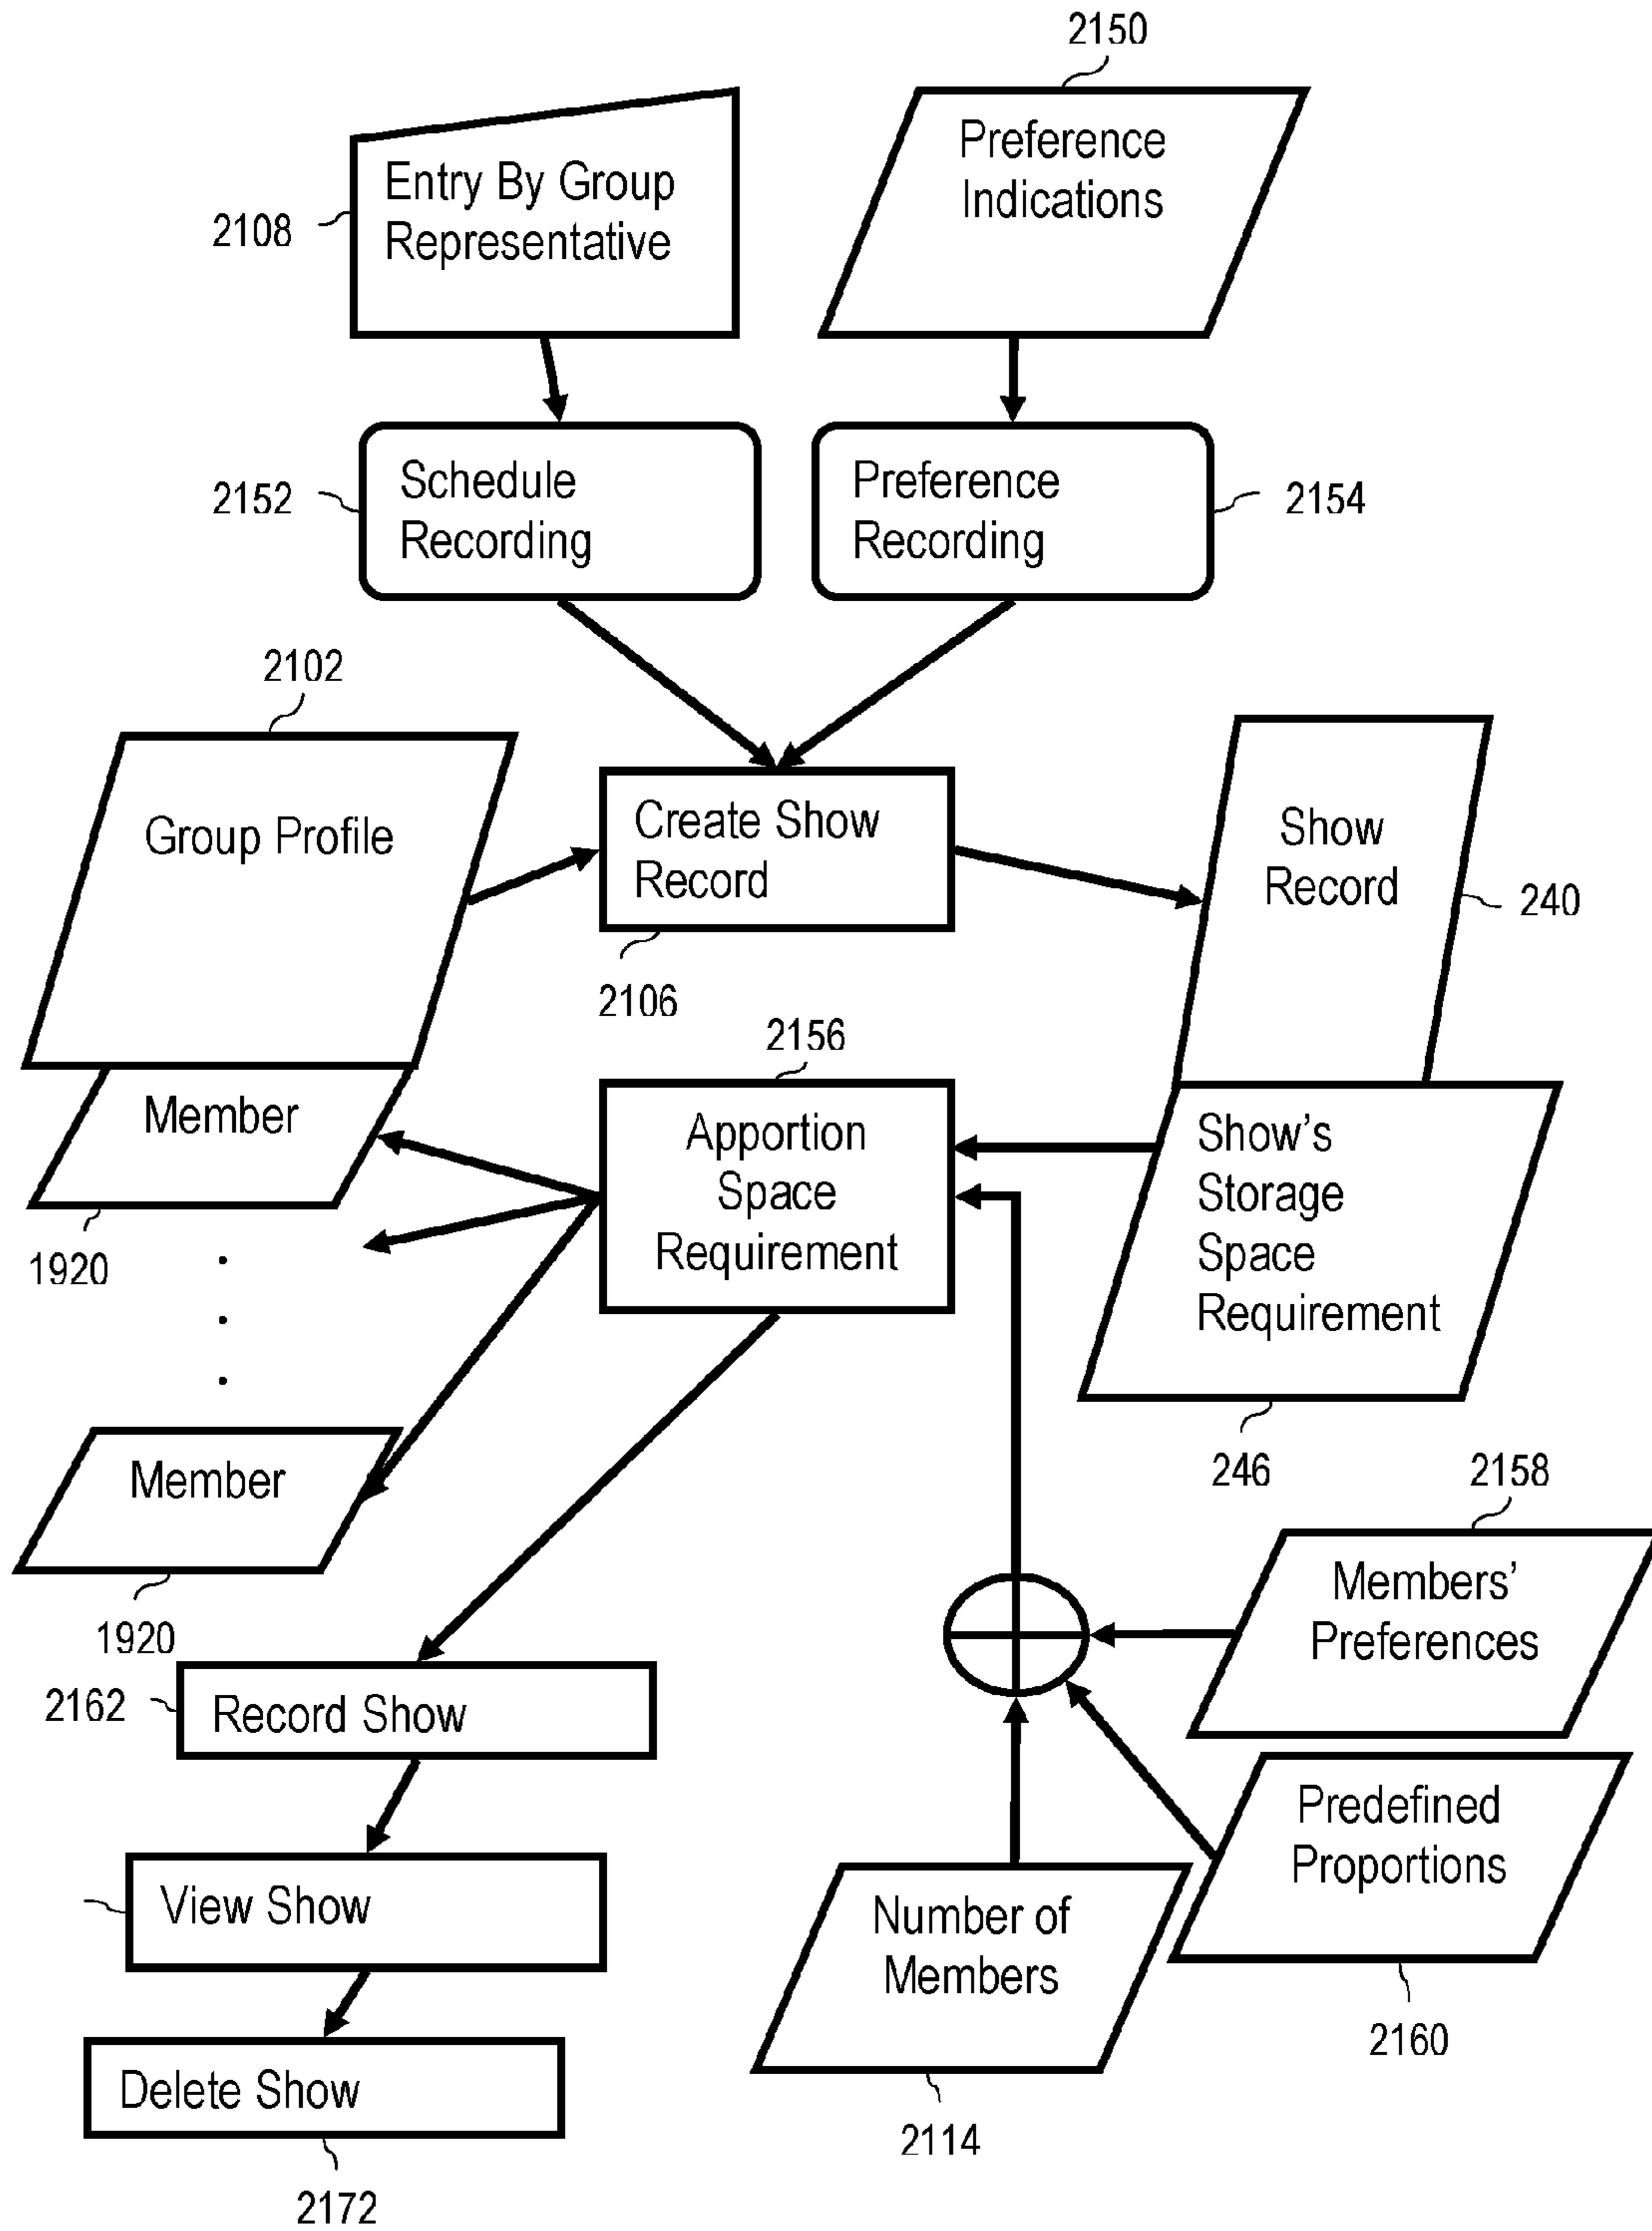 2150
Entry By Group
Representative
2108
Preference
Indications
Schedule
Recording
2152
Preference
Recording
2154
2102
Group Profile
Create Show
Record
2106
Show
Record
240
2156
Member
1920
Apportion
Space
Requirement
Show's
Storage
Space
Requirement
246
Member
1920
2158
Members'
Preferences
2162
Record Show
Predefined
Proportions
2160
View Show
Number of
Members
2114
Delete Show
2172